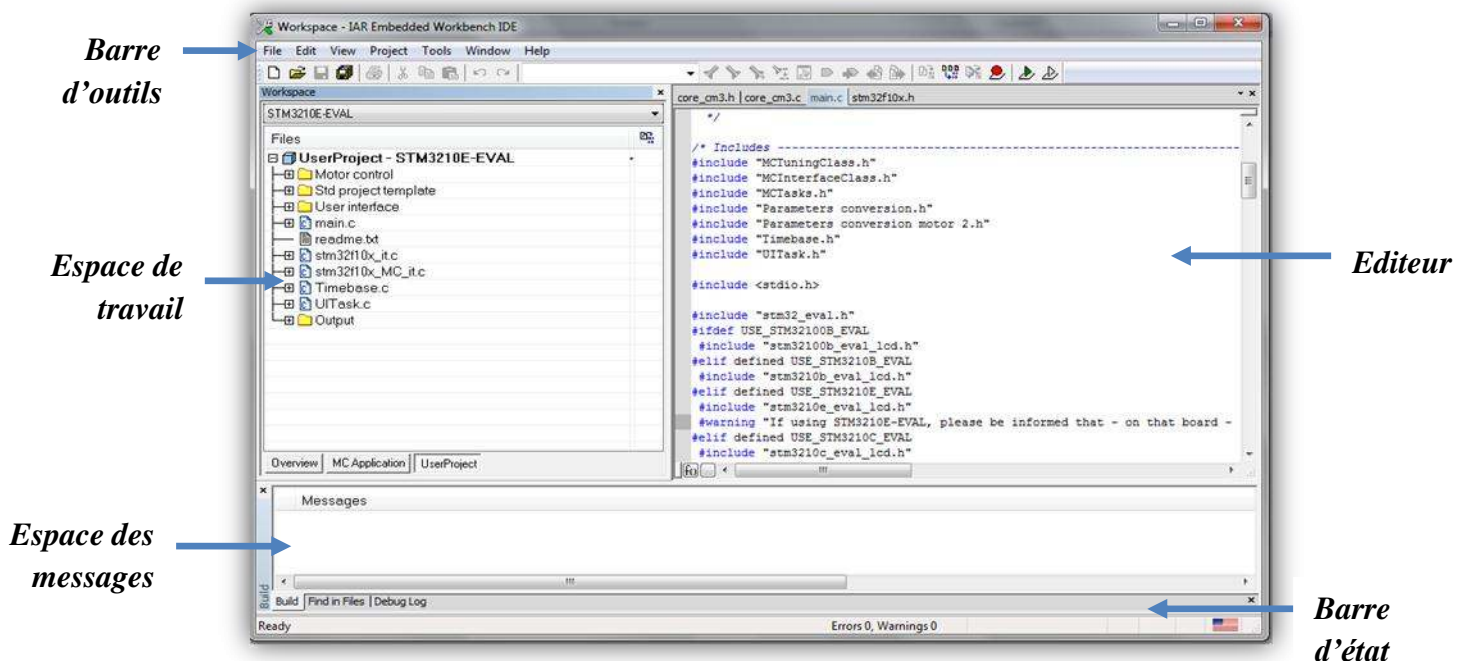 Workspace - IAR Embedded Workbench IDE
File Edit View Project Tools Window Help
Barre
d'outils
Workspace
STM3210E-EVAL
Files
UserProject - STM3210E-EVAL
Motor control
Std project template
User interface
main.c
readme.txt
stm32f10x_it.c
stm32f10x_MC_it.c
Timebase.c
UITask.c
Output
Overview MC Application UserProject
Espace de
travail
core_cm3.h core_cm3.c main.c stm32f10x.h
*/
/* Includes ------------------------------------------------------------------
#include "MCTuningClass.h"
#include "MCInterfaceClass.h"
#include "MCTasks.h"
#include "Parameters conversion.h"
#include "Parameters conversion motor 2.h"
#include "Timebase.h"
#include "UITask.h"
#include <stdio.h>
#include "stm32_eval.h"
#ifdef USE_STM32100B_EVAL
#include "stm32100b_eval_lcd.h"
#elif defined USE_STM3210B_EVAL
#include "stm3210b_eval_lcd.h"
#elif defined USE_STM3210E_EVAL
#include "stm3210e_eval_lcd.h"
#warning "If using STM3210E-EVAL, please be informed that - on that board -
#elif defined USE_STM3210C_EVAL
#include "stm3210c_eval_lcd.h"
fo
Editeur
Messages
Espace des
messages
Build
Build Find in Files Debug Log
Ready Errors 0, Warnings 0
Barre
d'état